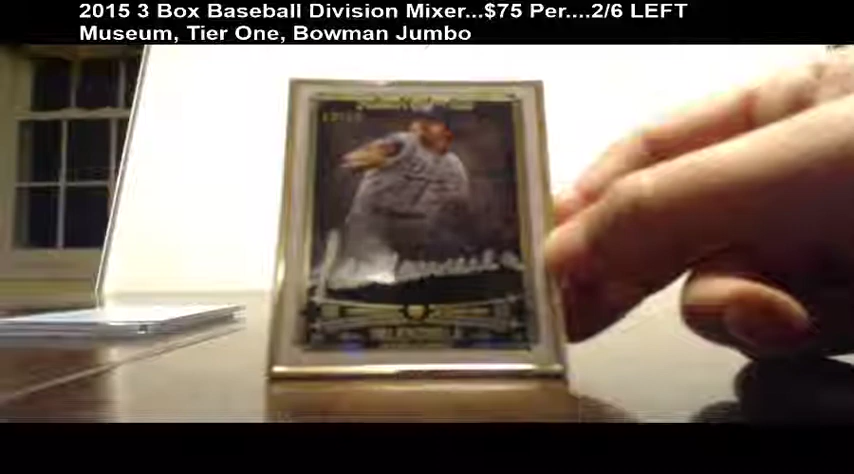 2015 3 Box Baseball Division Mixer...$75 Per....2/6 LEFT
Museum, Tier One, Bowman Jumbo